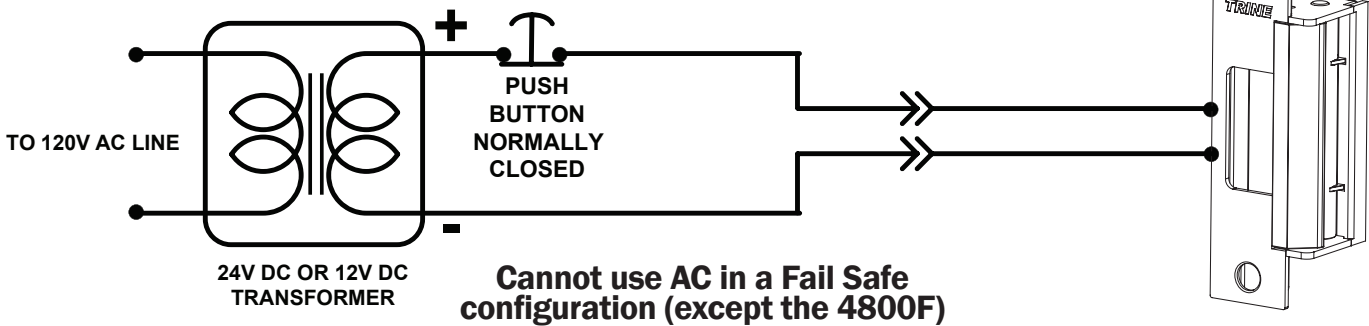 TRINE
+
PUSH
BUTTON
NORMALLY
CLOSED
TO 120V AC LINE
-
24V DC OR 12V DC
TRANSFORMER
Cannot use AC in a Fail Safe
configuration (except the 4800F)